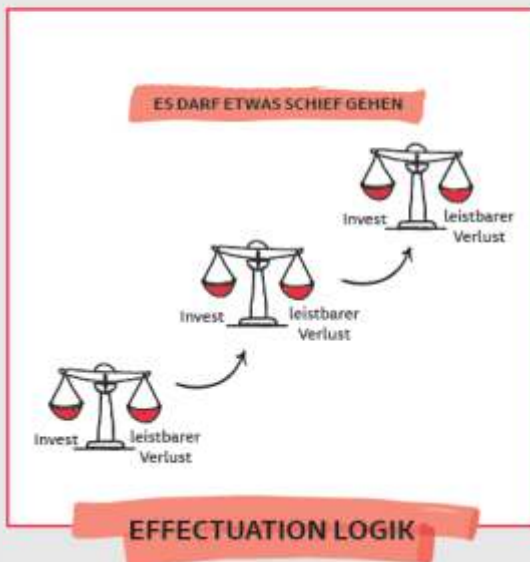 ES DARF ETWAS SCHIEF GEHEN
Invest leistbarer
Verlust
Invest leistbarer
Verlust
Invest leistbarer
Verlust
EFFECTUATION LOGIK